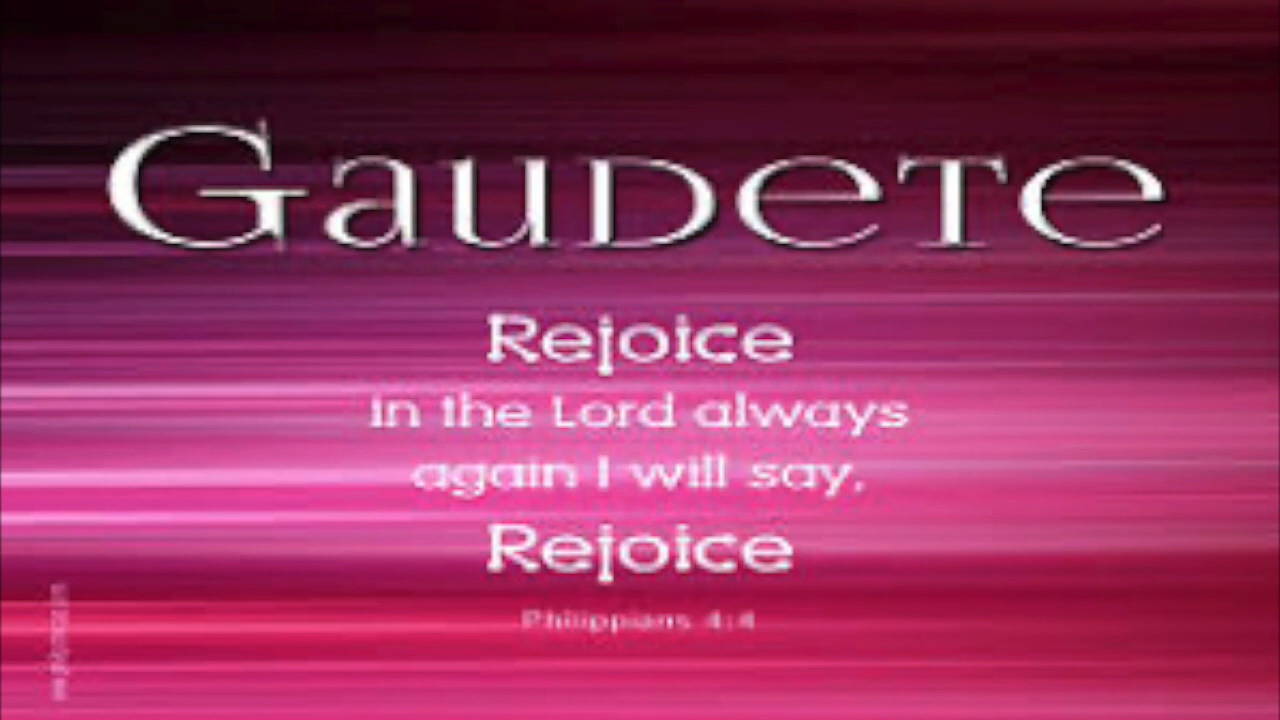 Gaudete
Rejoice
in the Lord always
again I will say,
Rejoice
Philippians 4:4